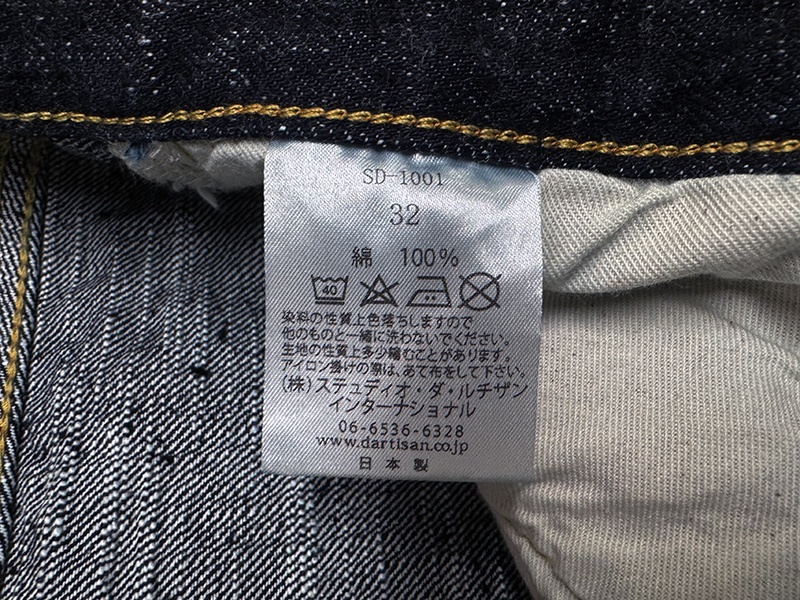 SD-1001
32
綿 100%
40
染料の性質上色落ちしますので
他のものと一緒に洗わないでください。
生地の性質上多少縮むことがあります。
アイロン掛けの際は、あて布をして下さい。
(株)ステュディオ・ダ・ルチザン
インターナショナル
06-6536-6328
www.dartisan.co.jp
日本製